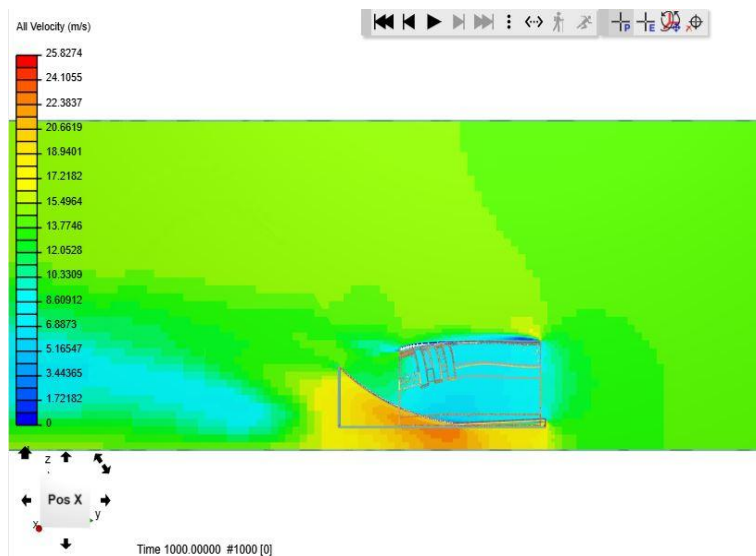 All Velocity (m/s)
25.8274
24.1055
22.3837
20.6619
18.9401
17.2182
15.4964
13.7746
12.0528
10.3309
8.60912
6.8873
5.16547
3.44365
1.72182
0
P
E
z
Pos X
x
y
Time 1000.00000 #1000 [0]